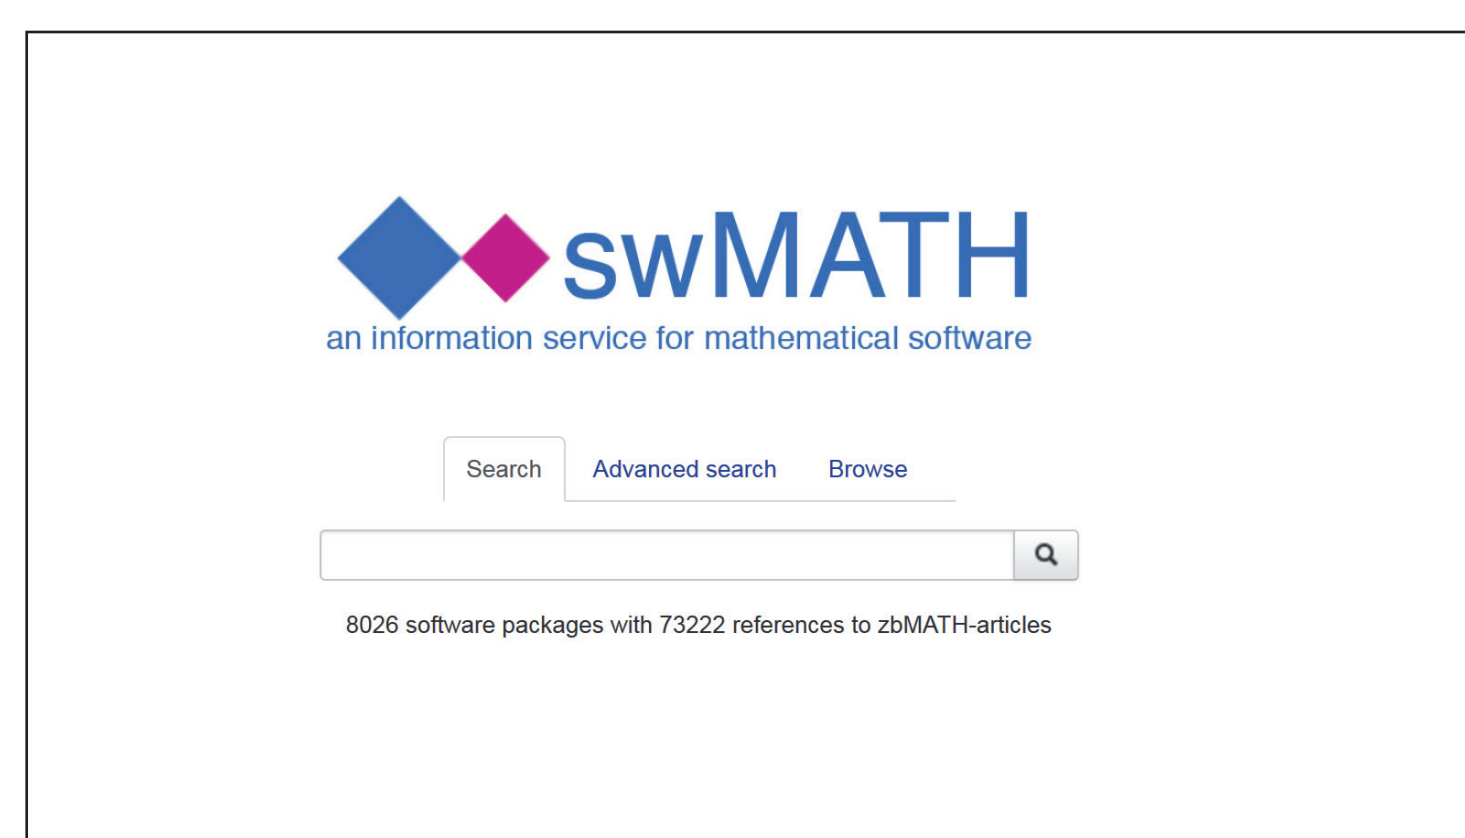 swMATH
an information service for mathematical software
Search Advanced search Browse
8026 software packages with 73222 references to zbMATH-articles